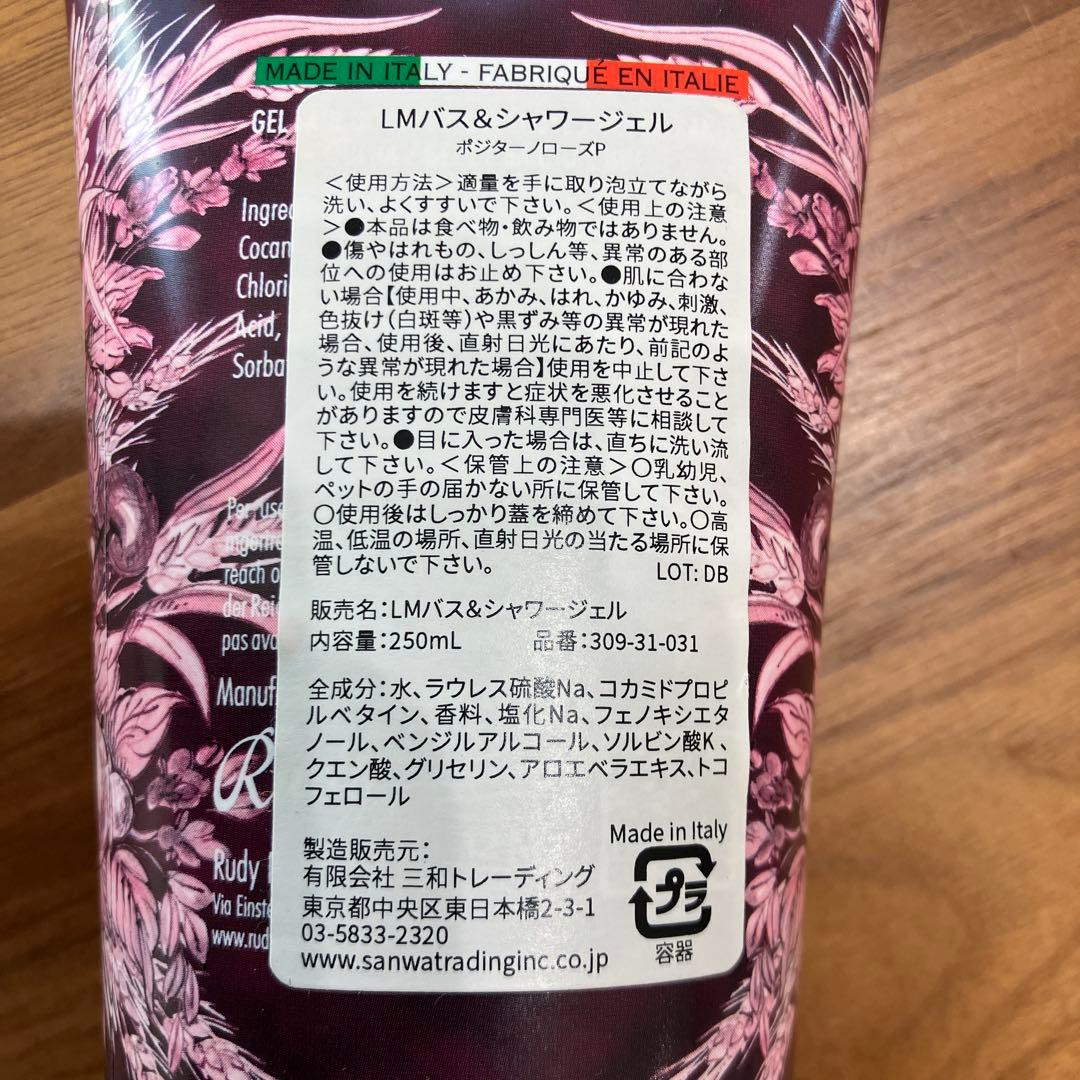 MADE IN ITALY - FABRIQUÉ EN ITALIE
GEL
LMバス&シャワージェル
ポジターノローズP
＜使用方法＞適量を手に取り泡立てながら
洗い、よくすすいで下さい。＜使用上の注意
＞●本品は食べ物・飲み物ではありません。
●傷やはれもの、しっしん等、異常のある部
位への使用はお止め下さい。●肌に合わな
い場合【使用中、あかみ、はれ、かゆみ、刺激、
色抜け(白斑等)や黒ずみ等の異常が現れた
場合、使用後、直射日光にあたり、前記のよ
うな異常が現れた場合】使用を中止して下さ
い。使用を続けますと症状を悪化させること
がありますので皮膚科専門医等に相談して
下さい。●目に入った場合は、直ちに洗い流
して下さい。＜保管上の注意＞〇乳幼児、
ペットの手の届かない所に保管して下さい。
〇使用後はしっかり蓋を締めて下さい。〇高
温、低温の場所、直射日光の当たる場所に保
管しないで下さい。
LOT: DB
販売名:LMバス&シャワージェル
内容量:250mL 品番:309-31-031
全成分:水、ラウレス硫酸Na、コカミドプロピ
ルベタイン、香料、塩化Na、フェノキシエタ
ノール、ベンジルアルコール、ソルビン酸K、
クエン酸、グリセリン、アロエベラエキス、トコ
フェロール
製造販売元:
有限会社 三和トレーディング
東京都中央区東日本橋2-3-1
03-5833-2320
www.sanwatradinginc.co.jp
Made in Italy
プラ
容器
Acid,
reach
der
pas
Rudy
Via